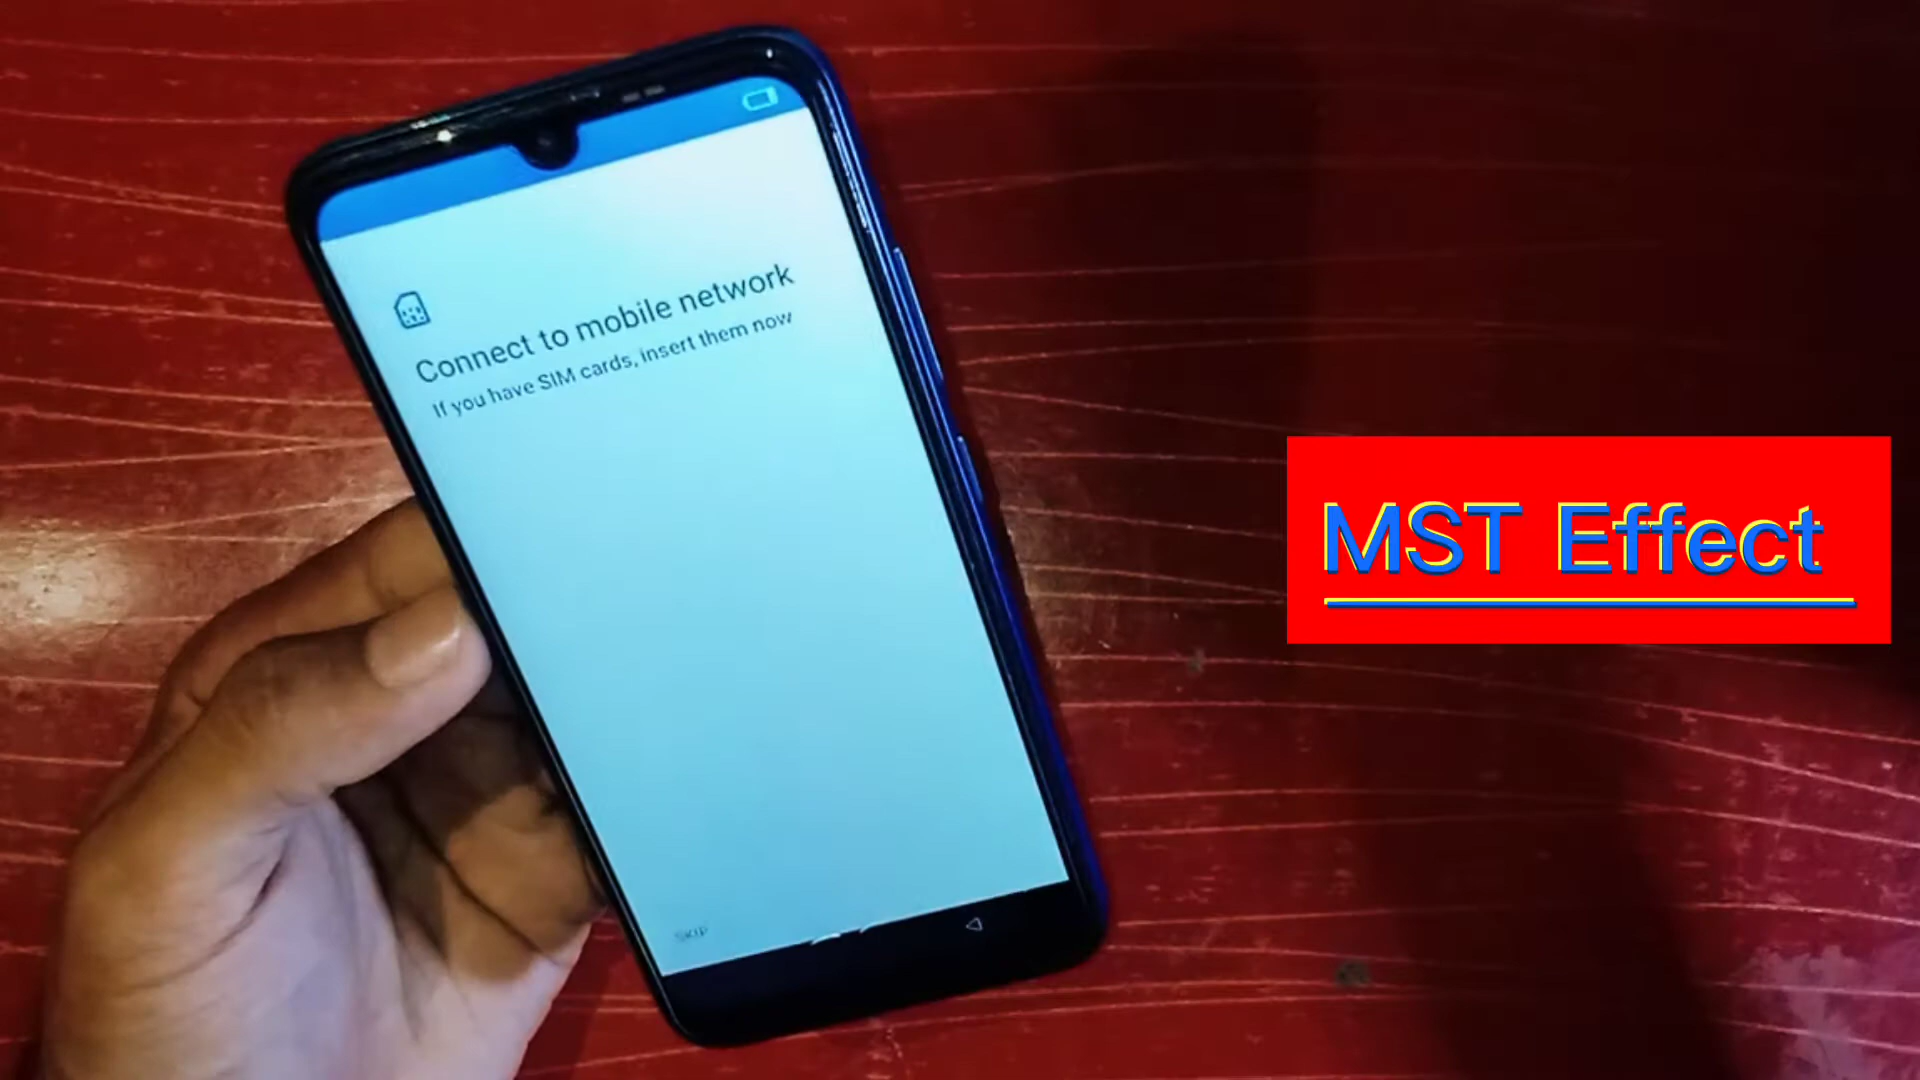 Connect to mobile network
If you have SIM cards, insert them now
SKIP
MST Effect